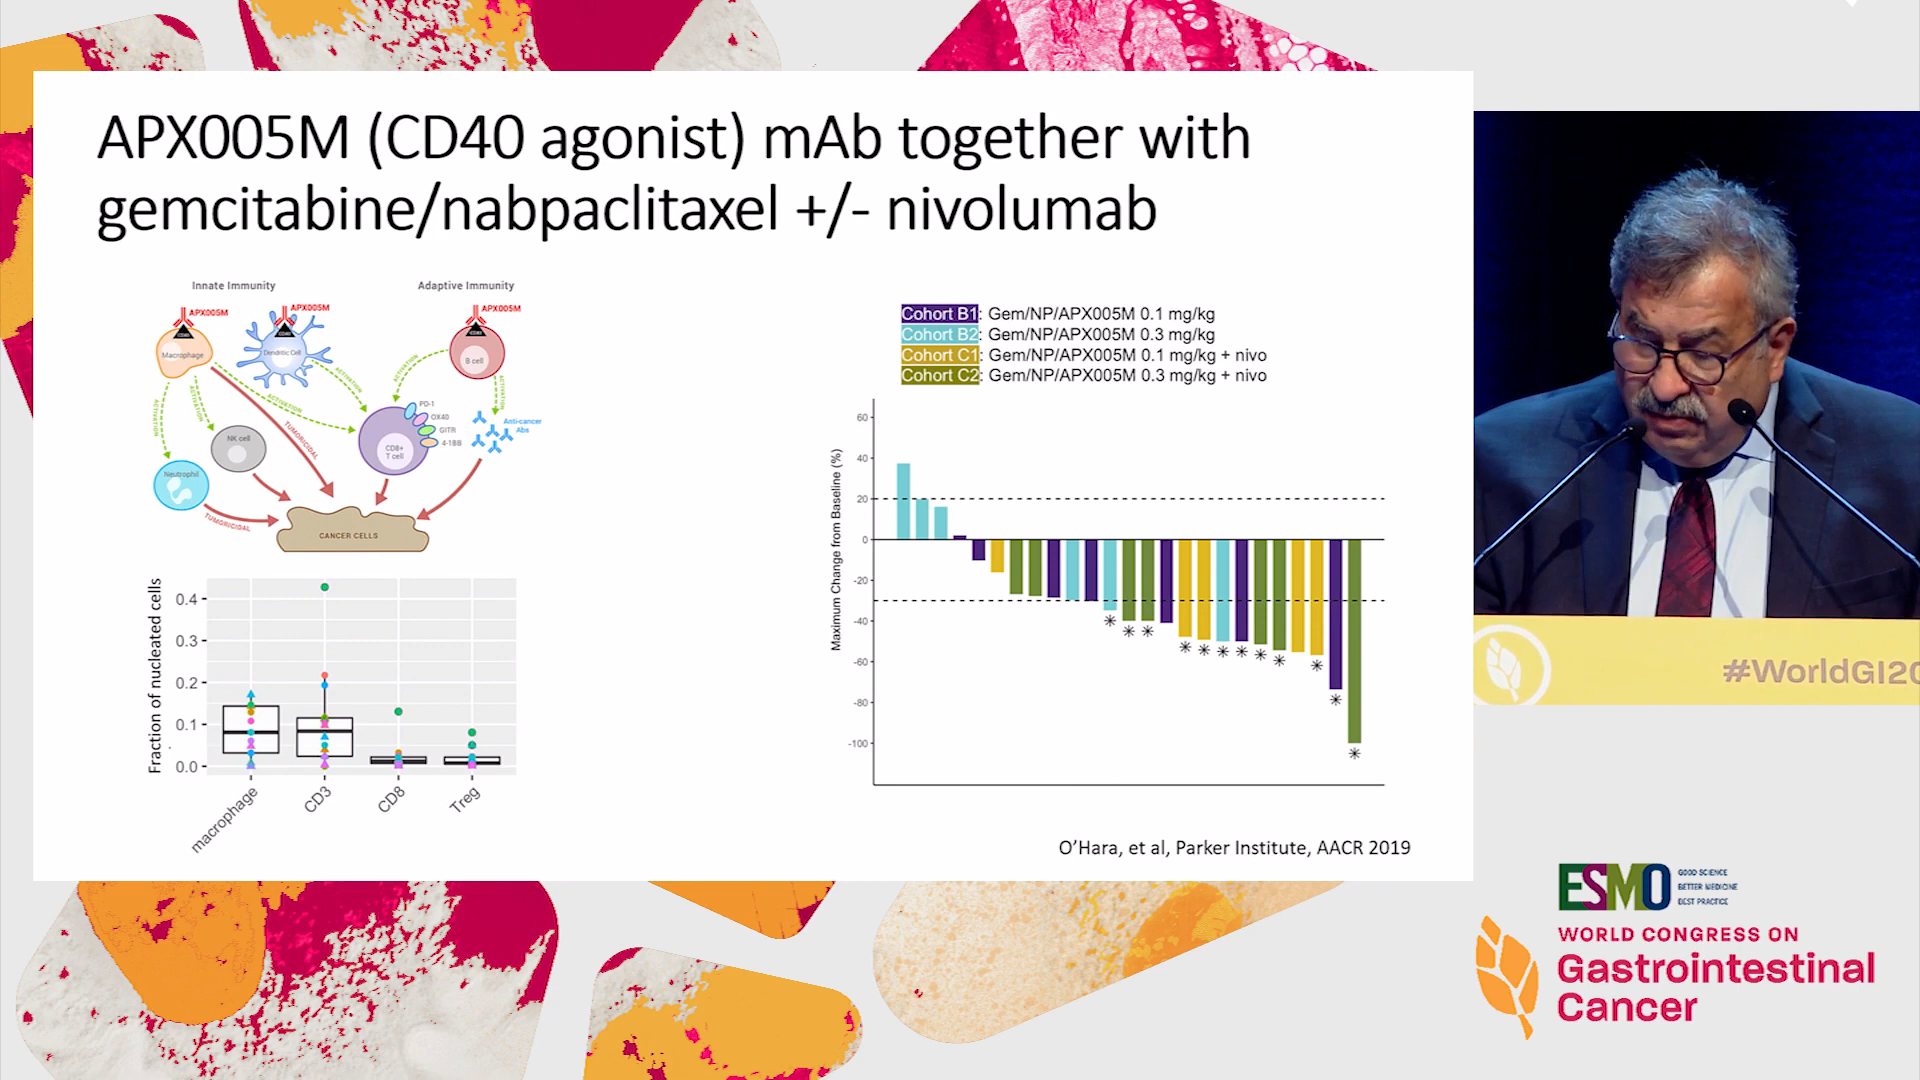 APX005M (CD40 agonist) mAb together with
gemcitabine/nabpaclitaxel +/- nivolumab
Innate Immunity
Adaptive Immunity
APX005M
APX005M
APX005M
Macrophage
Dendritic Cell
B cell
ACTIVATION
ACTIVATION
ACTIVATION
ACTIVATION
ACTIVATION
ACTIVATION
TUMORICIDAL
PD-1
OX40
GITR
4-1BB
Anti-cancer
Abs
NK cell
CD8+
T cell
Neutrophil
TUMORICIDAL
CANCER CELLS
Fraction of nucleated cells
0.4
0.3
0.2
0.1
0.0
macrophage
CD3
CD8
Treg
Cohort B1: Gem/NP/APX005M 0.1 mg/kg
Cohort B2: Gem/NP/APX005M 0.3 mg/kg
Cohort C1: Gem/NP/APX005M 0.1 mg/kg + nivo
Cohort C2: Gem/NP/APX005M 0.3 mg/kg + nivo
Maximum Change from Baseline (%)
60
40
20
0
-20
-40
-60
-80
-100
O'Hara, et al, Parker Institute, AACR 2019
#WorldGI20
ESMO
GOOD SCIENCE
BETTER MEDICINE
BEST PRACTICE
WORLD CONGRESS ON
Gastrointestinal
Cancer